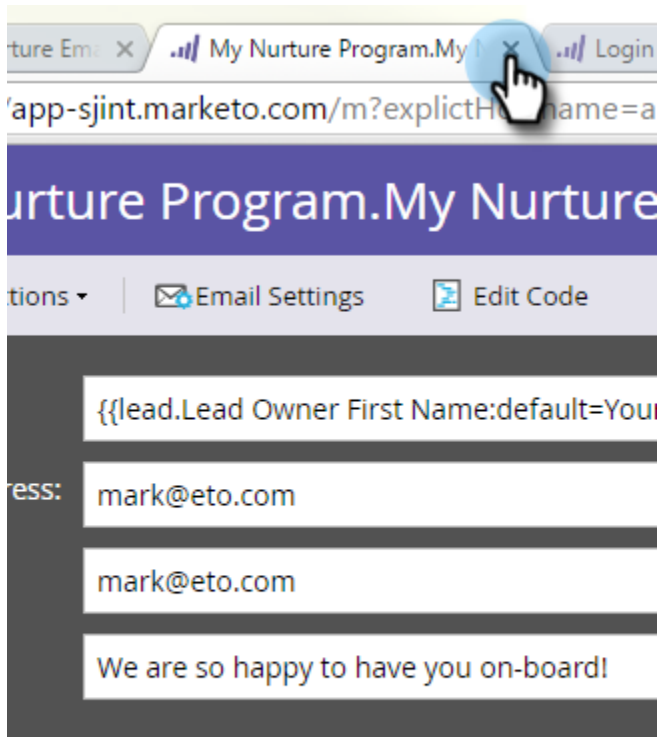 rture Em
My Nurture Program.My
Login
/app-sjint.marketo.com/m?explictH name=a
urture Program.My Nurture
tions
Email Settings
Edit Code
{{lead.Lead Owner First Name:default=Your
ress:
mark@eto.com
mark@eto.com
We are so happy to have you on-board!